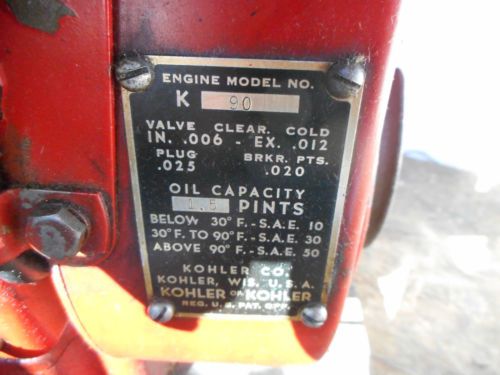 ENGINE MODEL NO.
K 90
VALVE CLEAR. COLD
IN. .006 - EX. .012
PLUG BRKR. PTS.
.025 .020
OIL CAPACITY
1.5 PINTS
BELOW 30° F.-S.A.E. 10
30° F. TO 90° F.-S.A.E. 30
ABOVE 90° F.-S.A.E. 50
KOHLER CO.
KOHLER, WIS. U.S.A.
KOHLER OF KOHLER
REG. U.S. PAT. OFF.